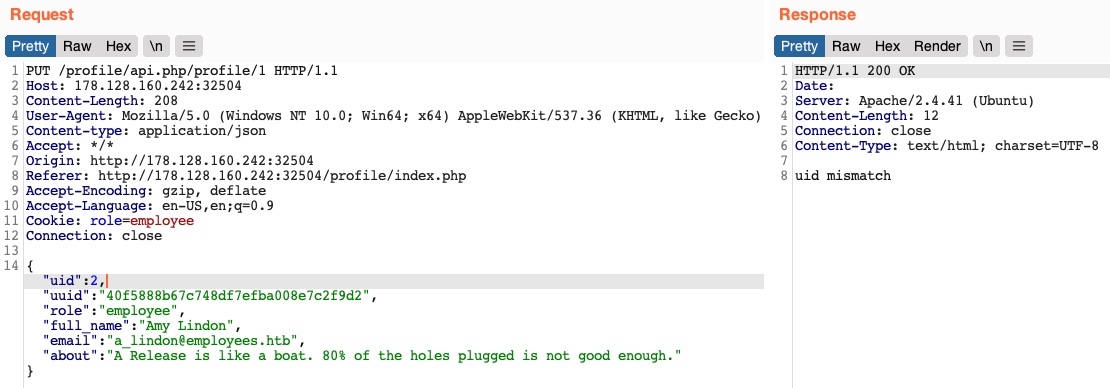 Request
Pretty Raw Hex \n
1 PUT /profile/api.php/profile/1 HTTP/1.1
2 Host: 178.128.160.242:32504
3 Content-Length: 208
4 User-Agent: Mozilla/5.0 (Windows NT 10.0; Win64; x64) AppleWebKit/537.36 (KHTML, like Gecko)
5 Content-type: application/json
6 Accept: */*
7 Origin: http://178.128.160.242:32504
8 Referer: http://178.128.160.242:32504/profile/index.php
9 Accept-Encoding: gzip, deflate
10 Accept-Language: en-US,en;q=0.9
11 Cookie: role=employee
12 Connection: close
13
14 {
"uid":2,
"uuid":"40f5888b67c748df7efba008e7c2f9d2",
"role":"employee",
"full_name":"Amy Lindon",
"email":"a_lindon@employees.htb",
"about":"A Release is like a boat. 80% of the holes plugged is not good enough."
}
Response
Pretty Raw Hex Render \n
1 HTTP/1.1 200 OK
2 Date:
3 Server: Apache/2.4.41 (Ubuntu)
4 Content-Length: 12
5 Connection: close
6 Content-Type: text/html; charset=UTF-8
7
8 uid mismatch